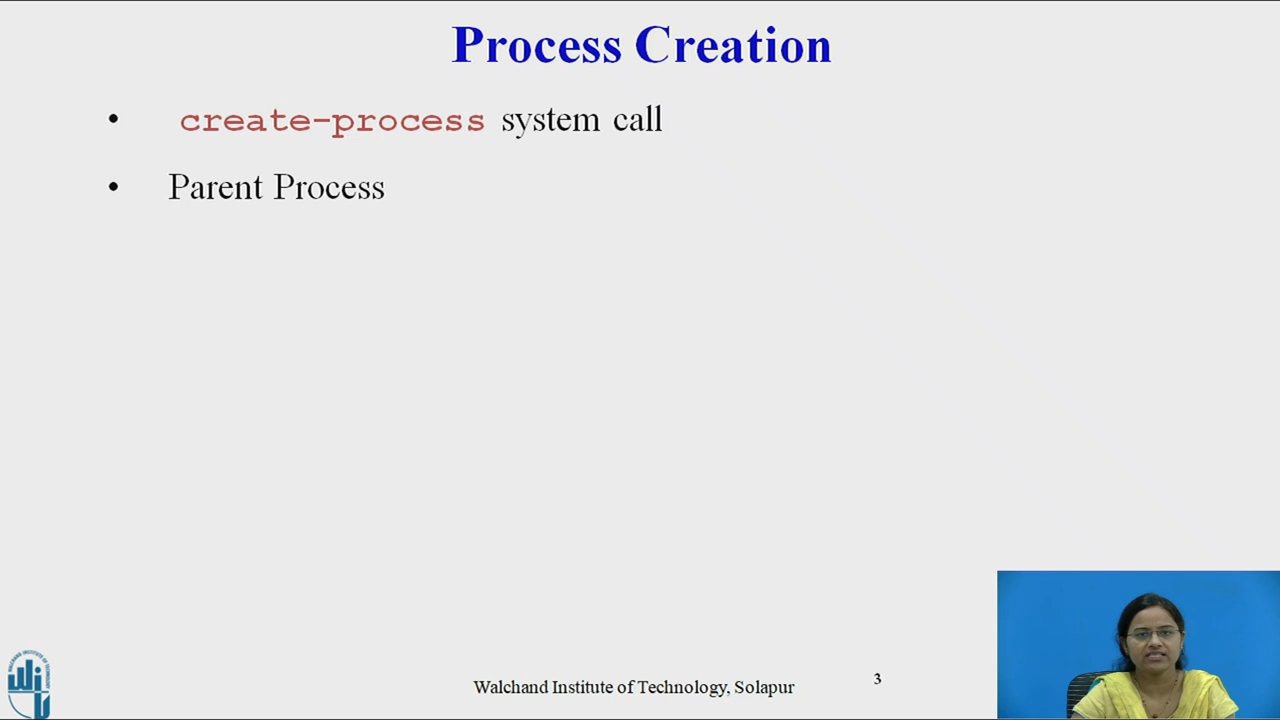 Process Creation
• create-process system call
• Parent Process
Walchand Institute of Technology, Solapur
3